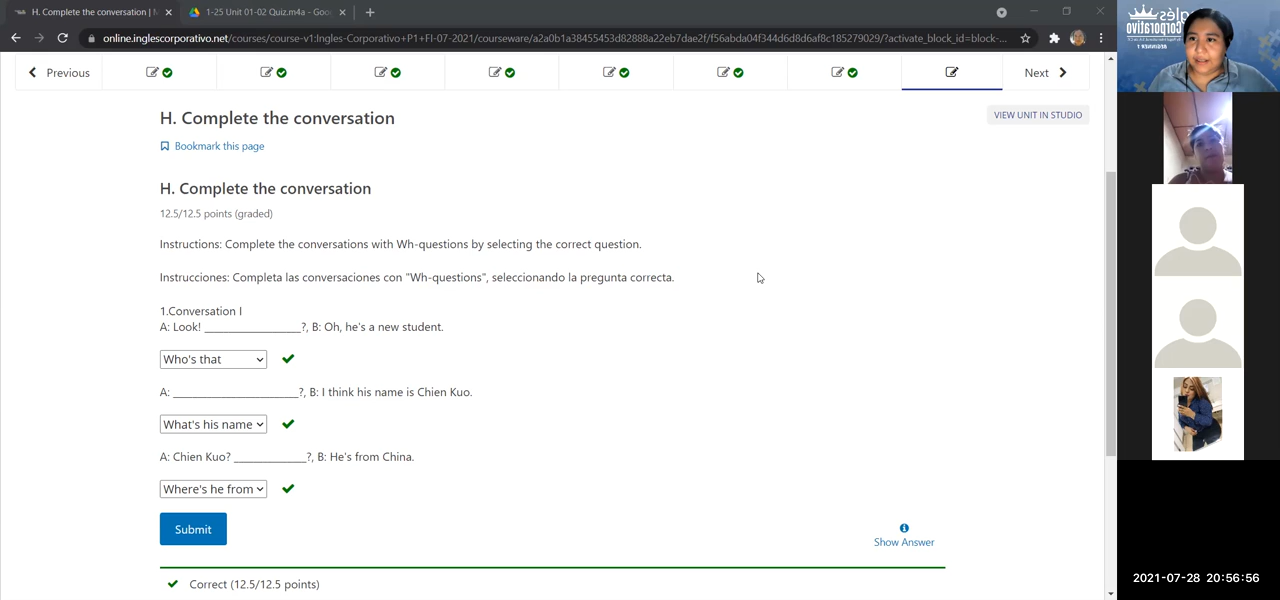 H. Complete the conversation | M
1-25 Unit 01-02 Quiz.m4a - Goo
online.inglescorporativo.net/courses/course-v1:Ingles-Corporativo+P1+FI-07-2021/courseware/a2a0b1a38455453d82888a22eb7dae2f/f56abda04f344d6d8d6af8c185279029/?activate_block_id=block-...
Previous
Next
H. Complete the conversation
VIEW UNIT IN STUDIO
Bookmark this page
H. Complete the conversation
12.5/12.5 points (graded)
Instructions: Complete the conversations with Wh-questions by selecting the correct question.
Instrucciones: Completa las conversaciones con "Wh-questions", seleccionando la pregunta correcta.
1.Conversation I
A: Look! ___________________?, B: Oh, he's a new student.
Who's that
A: _________________________?, B: I think his name is Chien Kuo.
What's his name
A: Chien Kuo? ______________?, B: He's from China.
Where's he from
Submit
Show Answer
Correct (12.5/12.5 points)
2021-07-28 20:56:56